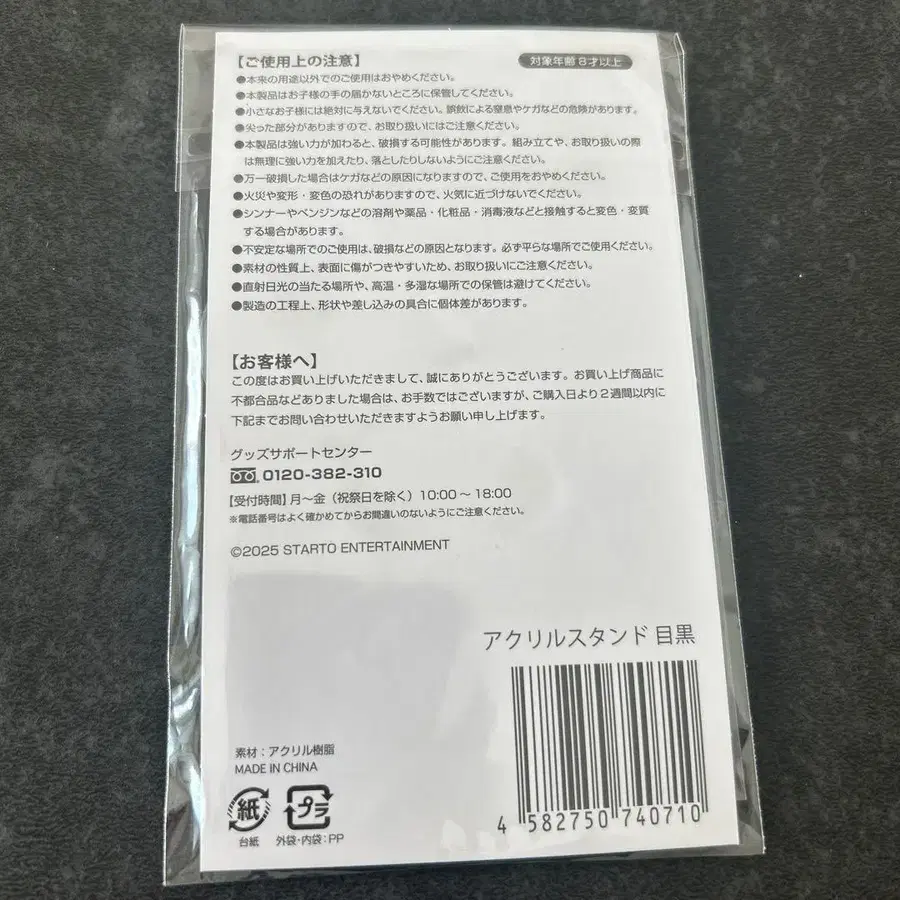 【ご使用上の注意】
対象年齢8才以上
●本来の用途以外でのご使用はおやめください。
●本製品はお子様の手の届かないところに保管してください。
●小さなお子様には絶対に与えないでください。誤飲による窒息やケガなどの危険があります。
●尖った部分がありますので、お取り扱いにはご注意ください。
●本製品は強い力が加わると、破損する可能性があります。組み立てや、お取り扱いの際
は無理に強い力を加えたり、落としたりしないようにご注意ください。
●万一破損した場合はケガなどの原因になりますので、ご使用をおやめください。
●火災や変形・変色の恐れがありますので、火気に近づけないでください。
●シンナーやベンジンなどの溶剤や薬品・化粧品・消毒液などと接触すると変色・変質
する場合があります。
●不安定な場所でのご使用は、破損などの原因となります。必ず平らな場所でご使用ください。
●素材の性質上、表面に傷がつきやすいため、お取り扱いにご注意ください。
●直射日光の当たる場所や、高温・多湿な場所での保管は避けてください。
●製造の工程上、形状や差し込みの具合に個体差があります。
【お客様へ】
この度はお買い上げいただきまして、誠にありがとうございます。お買い上げ商品に
不都合品などありました場合は、お手数ではございますが、ご購入日より2週間以内に
下記までお問い合わせいただきますようお願い申し上げます。
グッズサポートセンター
0120-382-310
【受付時間】月〜金（祝祭日を除く）10:00〜18:00
※電話番号はよく確かめてからお間違いのないようにご注意ください。
©2025 STARTO ENTERTAINMENT
アクリルスタンド 目黒
4 582750 740710
素材：アクリル樹脂
MADE IN CHINA
紙
プラ
台紙
外袋・内袋：PP